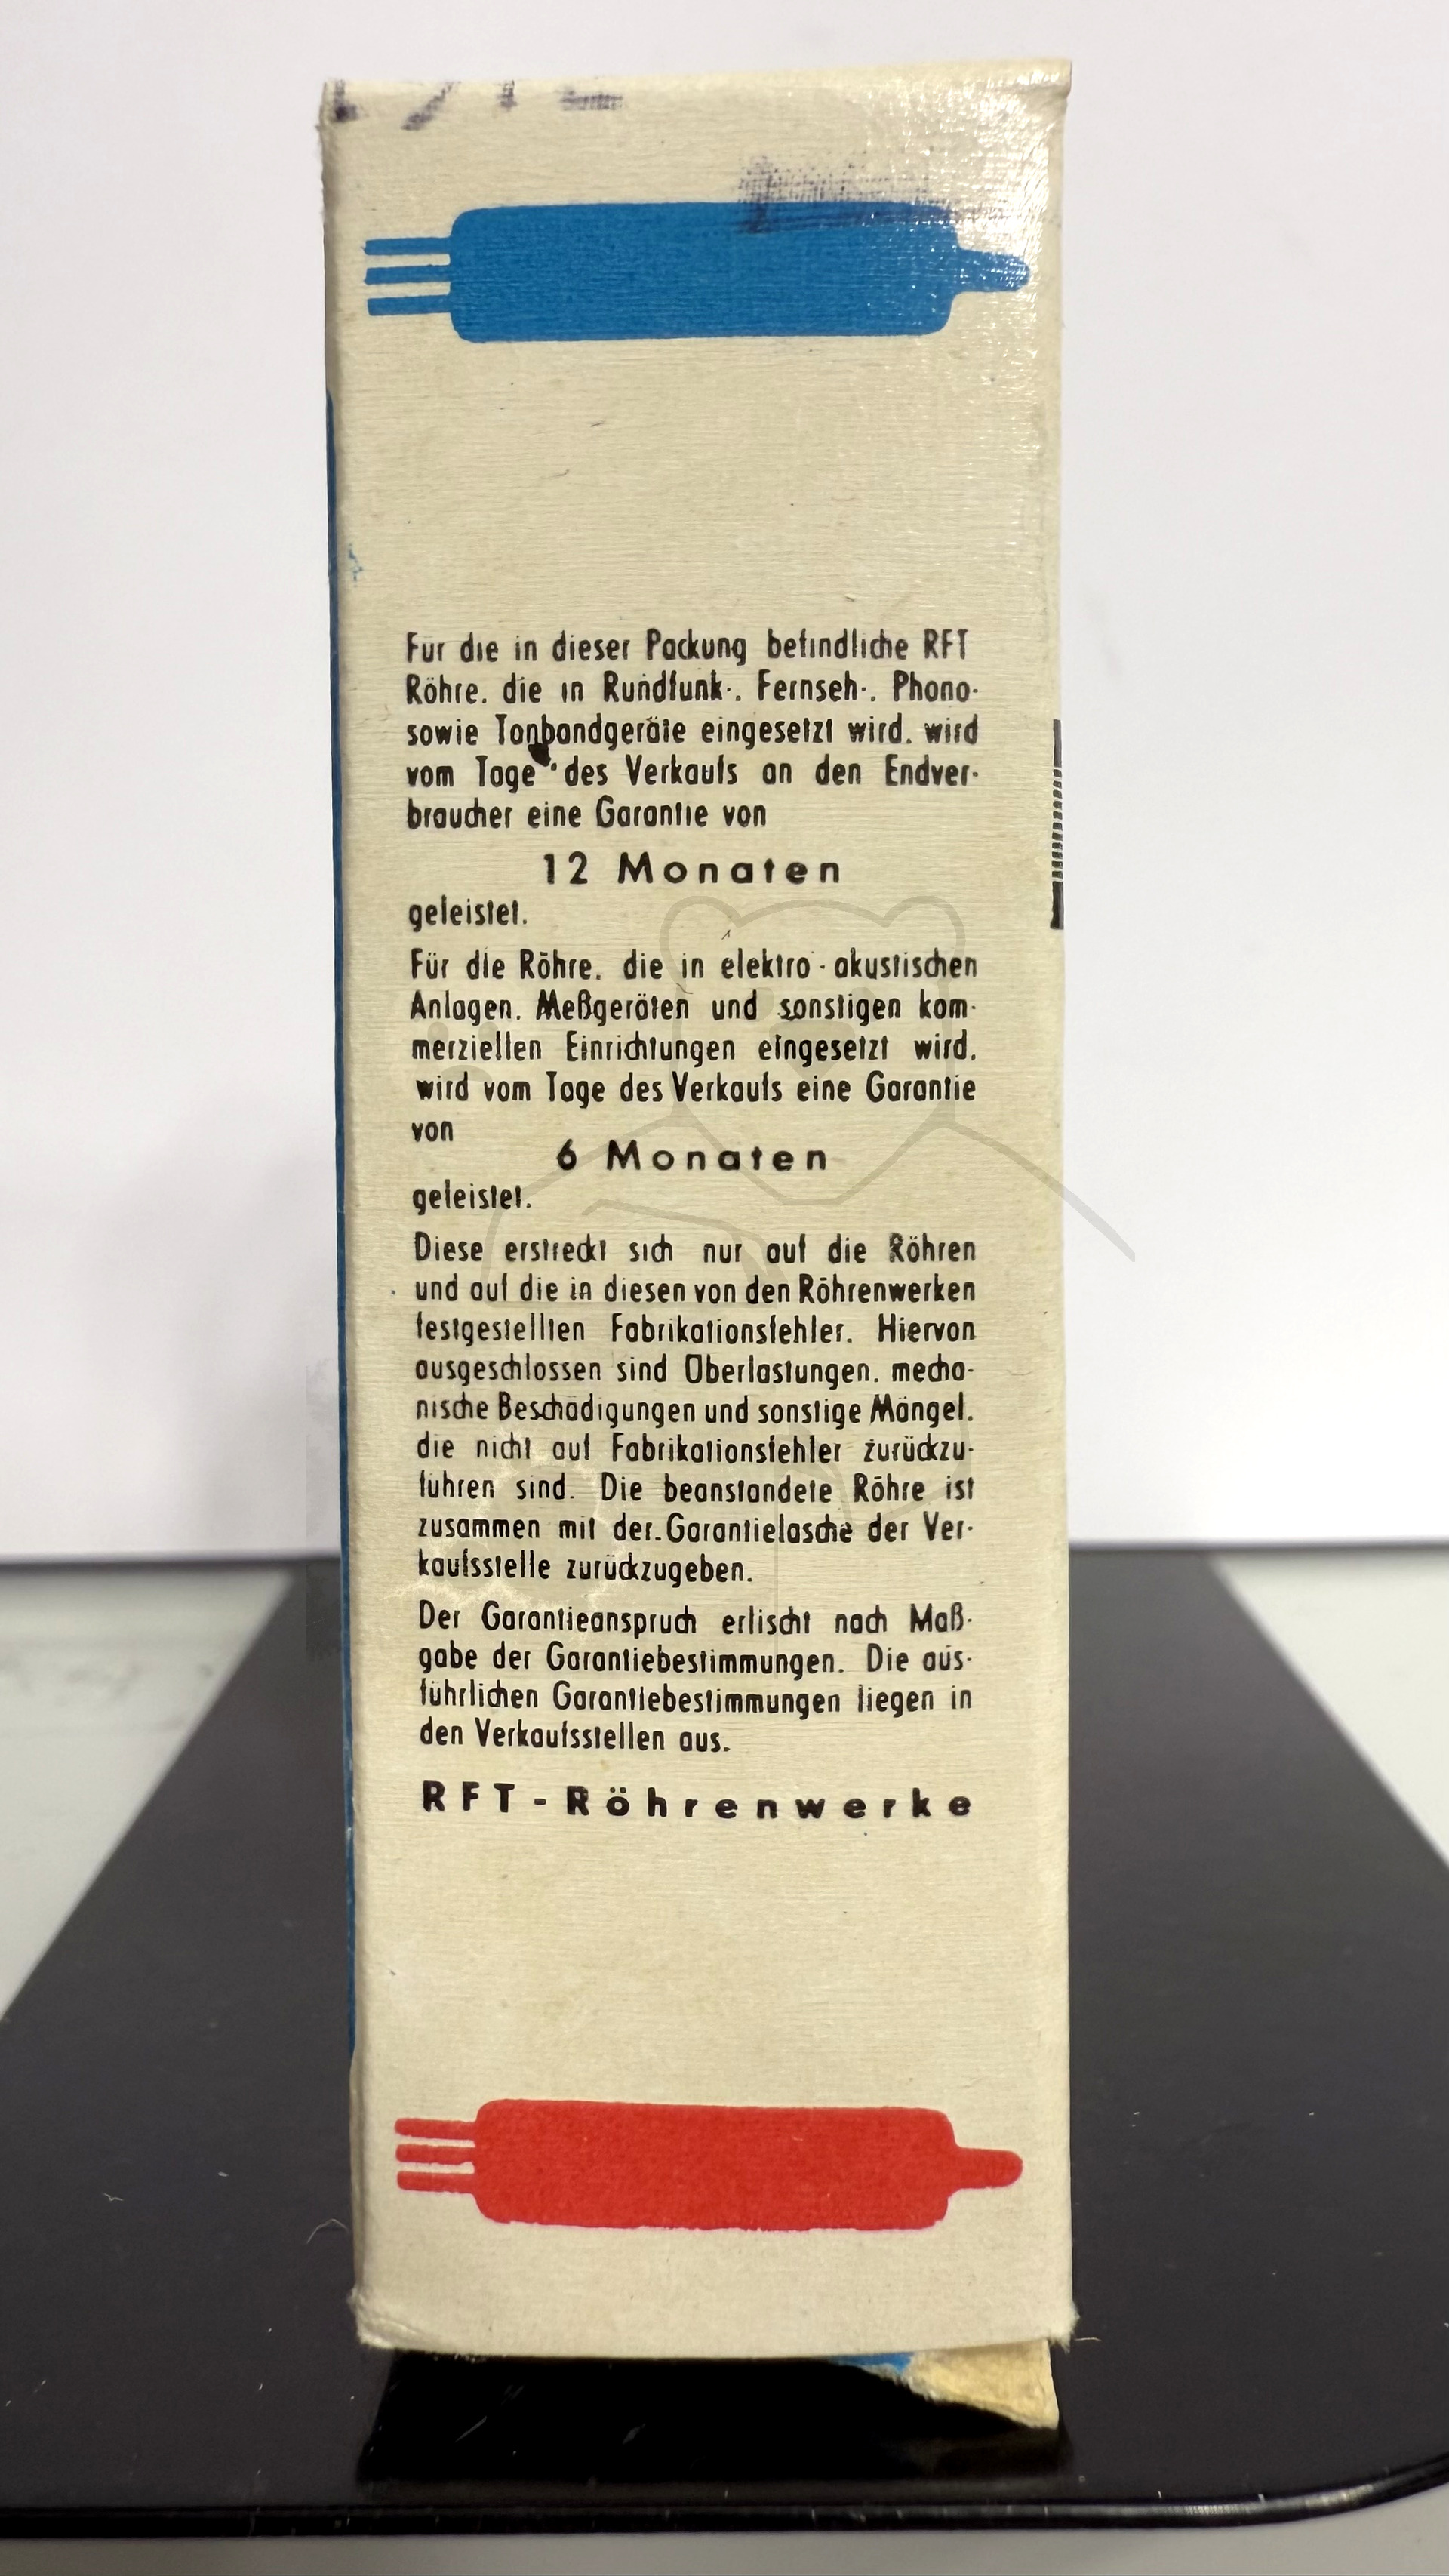 Für die in dieser Packung befindliche RFT
Röhre, die in Rundfunk-, Fernseh-, Phono-
sowie Tonbandgeräte eingesetzt wird, wird
vom Tage des Verkaufs an den Endver-
braucher eine Garantie von
12 Monaten
geleistet.
Für die Röhre, die in elektro-akustischen
Anlagen, Meßgeräten und sonstigen kom-
merziellen Einrichtungen eingesetzt wird,
wird vom Tage des Verkaufs eine Garantie
von
6 Monaten
geleistet.
Diese erstreckt sich nur auf die Röhren
und auf die in diesen von den Röhrenwerken
festgestellten Fabrikationsfehler. Hiervon
ausgeschlossen sind Überlastungen, mecha-
nische Beschädigungen und sonstige Mängel,
die nicht auf Fabrikationsfehler zurückzu-
führen sind. Die beanstandete Röhre ist
zusammen mit der Garantielasche der Ver-
kaufsstelle zurückzugeben.
Der Garantieanspruch erlischt nach Maß-
gabe der Garantiebestimmungen. Die aus-
führlichen Garantiebestimmungen liegen in
den Verkaufsstellen aus.
RFT-Röhrenwerke